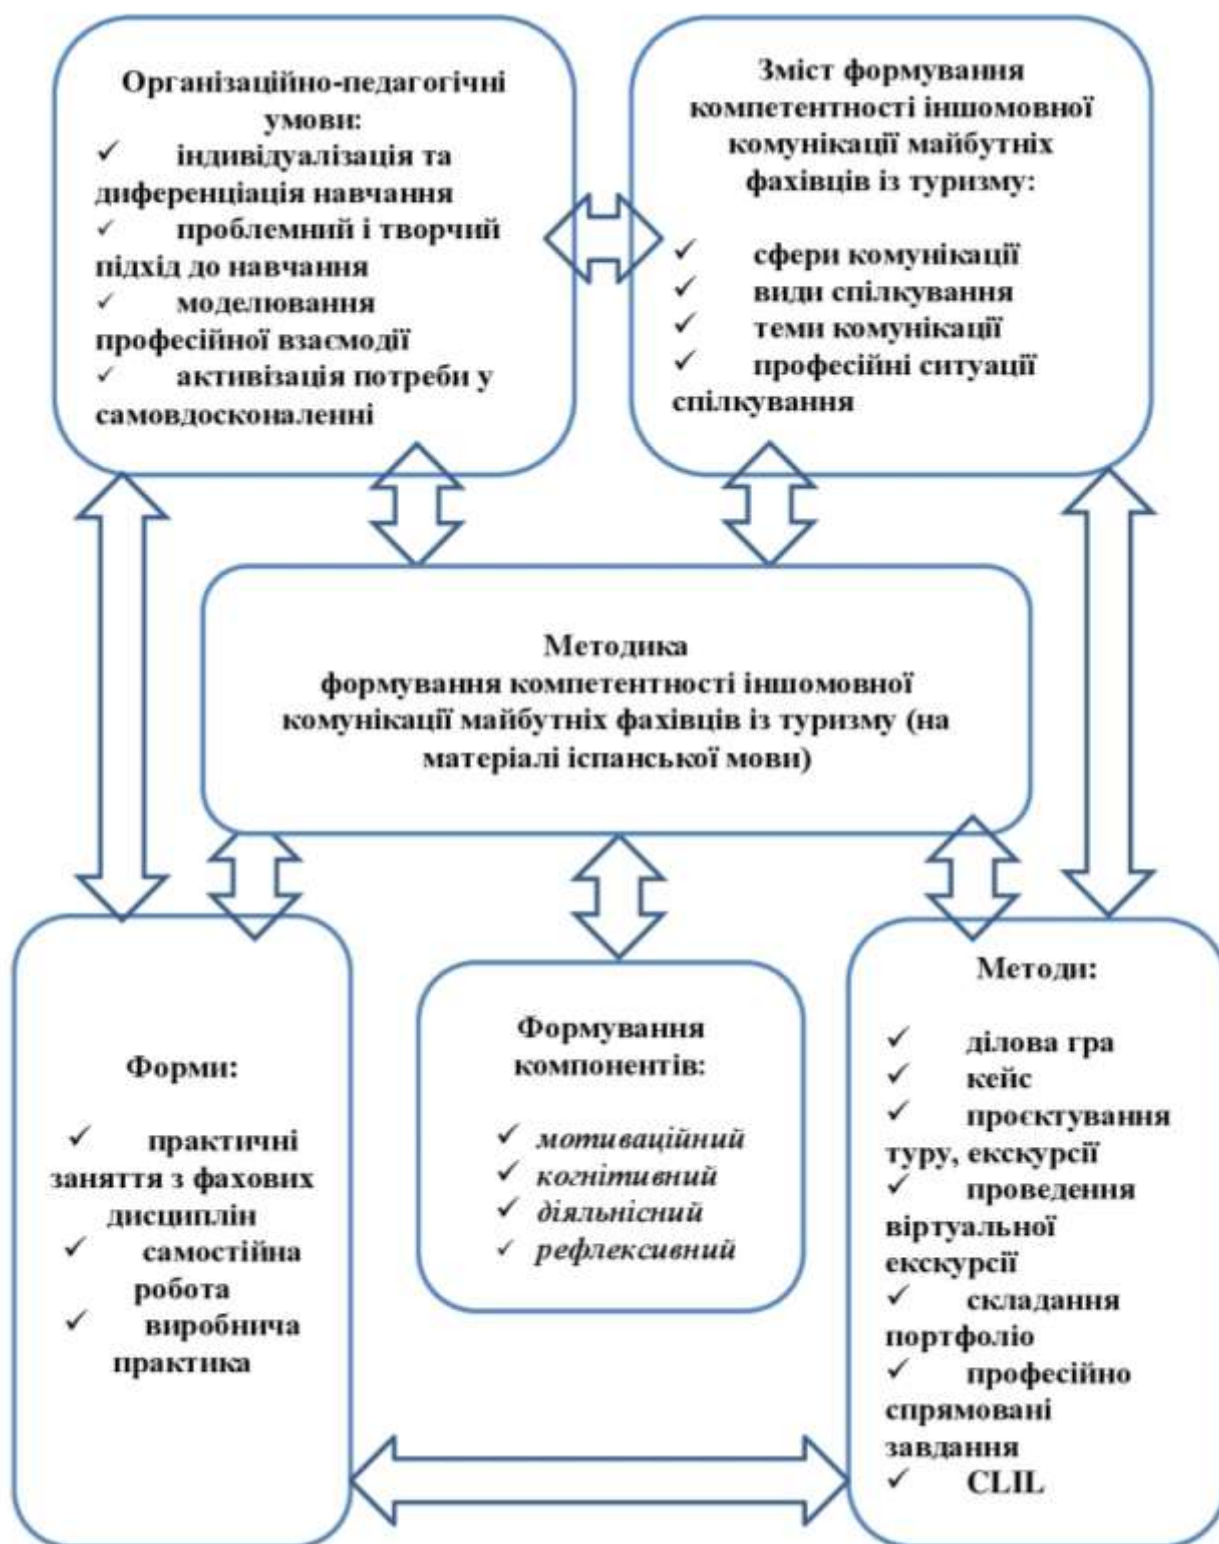 Організаційно-педагогічні
умови:
✓ індивідуалізація та
диференціація навчання
✓ проблемний і творчий
підхід до навчання
✓ моделювання
професійної взаємодії
✓ активізація потреби у
самовдосконаленні
Зміст формування
компетентності іншомовної
комунікації майбутніх
фахівців із туризму:
✓ сфери комунікації
✓ види спілкування
✓ теми комунікації
✓ професійні ситуації
спілкування
Методика
формування компетентності іншомовної
комунікації майбутніх фахівців із туризму (на
матеріалі іспанської мови)
Форми:
✓ практичні
заняття з фахових
дисциплін
✓ самостійна
робота
✓ виробнича
практика
Формування
компонентів:
✓ мотиваційний
✓ когнітивний
✓ діяльнісний
✓ рефлексивний
Методи:
✓ ділова гра
✓ кейс
✓ проєктування
туру, екскурсії
✓ проведення
віртуальної
екскурсії
✓ складання
портфоліо
✓ професійно
спрямовані
завдання
✓ CLIL